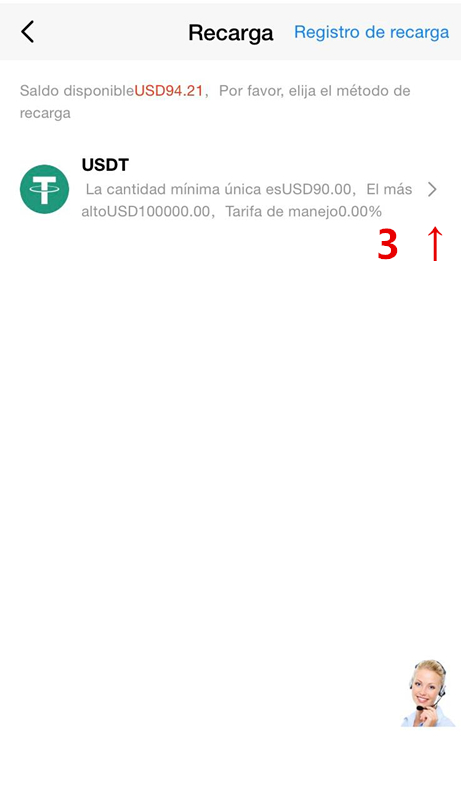 Recarga Registro de recarga
Saldo disponibleUSD94.21, Por favor, elija el método de
recarga
USDT
La cantidad mínima única esUSD90.00, El más
altoUSD100000.00, Tarifa de manejo0.00%
3 ↑